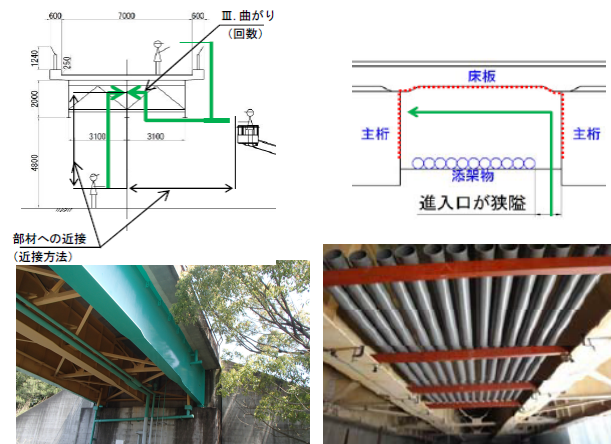 Ⅲ.曲がり
（回数）
600
7000
600
1240
250
2000
3100
3100
4800
部材への近接
（近接方法）
床板
主桁
主桁
添架物
進入口が狭隘